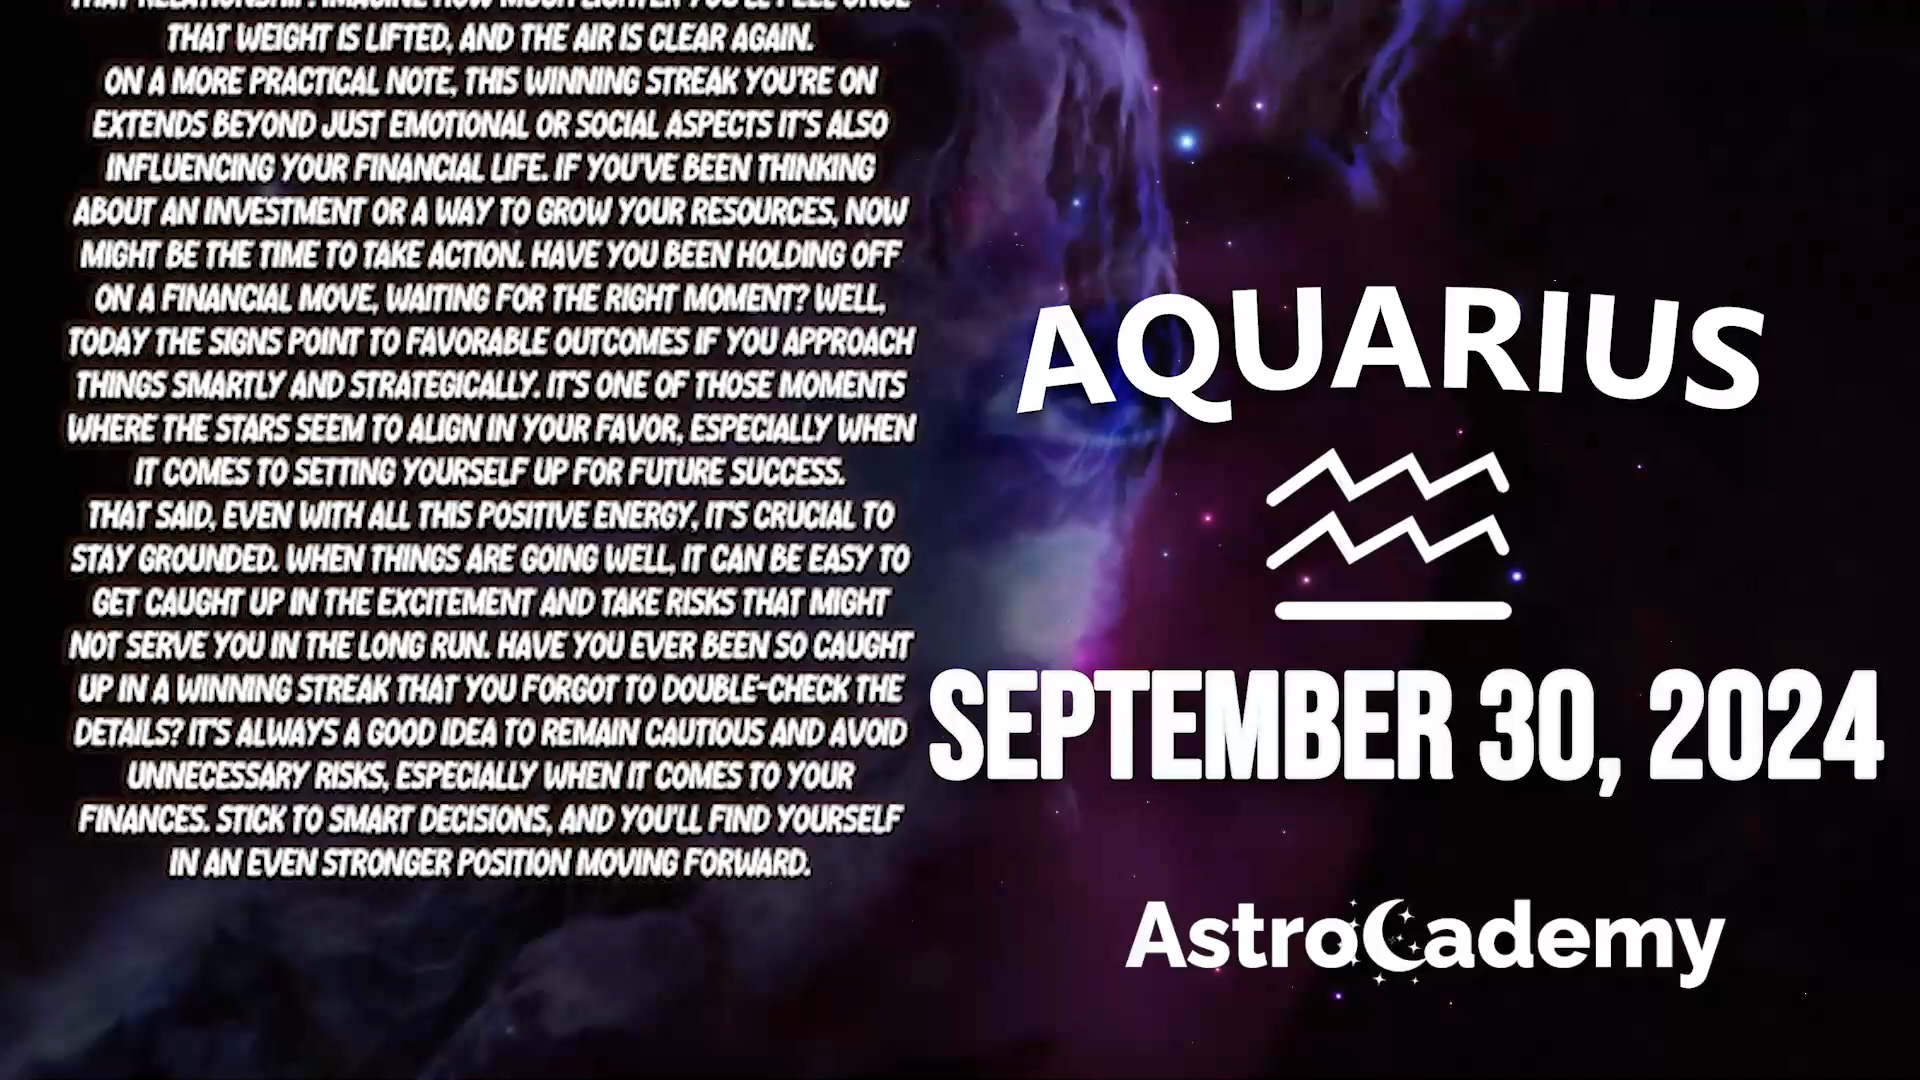 THAT RELATIONSHIP. IMAGINE HOW MUCH LIGHTER YOU'LL FEEL ONCE
THAT WEIGHT IS LIFTED, AND THE AIR IS CLEAR AGAIN.
ON A MORE PRACTICAL NOTE, THIS WINNING STREAK YOU'RE ON
EXTENDS BEYOND JUST EMOTIONAL OR SOCIAL ASPECTS IT'S ALSO
INFLUENCING YOUR FINANCIAL LIFE. IF YOU'VE BEEN THINKING
ABOUT AN INVESTMENT OR A WAY TO GROW YOUR RESOURCES, NOW
MIGHT BE THE TIME TO TAKE ACTION. HAVE YOU BEEN HOLDING OFF
ON A FINANCIAL MOVE, WAITING FOR THE RIGHT MOMENT? WELL,
TODAY THE SIGNS POINT TO FAVORABLE OUTCOMES IF YOU APPROACH
THINGS SMARTLY AND STRATEGICALLY. IT'S ONE OF THOSE MOMENTS
WHERE THE STARS SEEM TO ALIGN IN YOUR FAVOR, ESPECIALLY WHEN
IT COMES TO SETTING YOURSELF UP FOR FUTURE SUCCESS.
THAT SAID, EVEN WITH ALL THIS POSITIVE ENERGY, IT'S CRUCIAL TO
STAY GROUNDED. WHEN THINGS ARE GOING WELL, IT CAN BE EASY TO
GET CAUGHT UP IN THE EXCITEMENT AND TAKE RISKS THAT MIGHT
NOT SERVE YOU IN THE LONG RUN. HAVE YOU EVER BEEN SO CAUGHT
UP IN A WINNING STREAK THAT YOU FORGOT TO DOUBLE-CHECK THE
DETAILS? IT'S ALWAYS A GOOD IDEA TO REMAIN CAUTIOUS AND AVOID
UNNECESSARY RISKS, ESPECIALLY WHEN IT COMES TO YOUR
FINANCES. STICK TO SMART DECISIONS, AND YOU'LL FIND YOURSELF
IN AN EVEN STRONGER POSITION MOVING FORWARD.
AQUARIUS
SEPTEMBER 30, 2024
AstroCademy